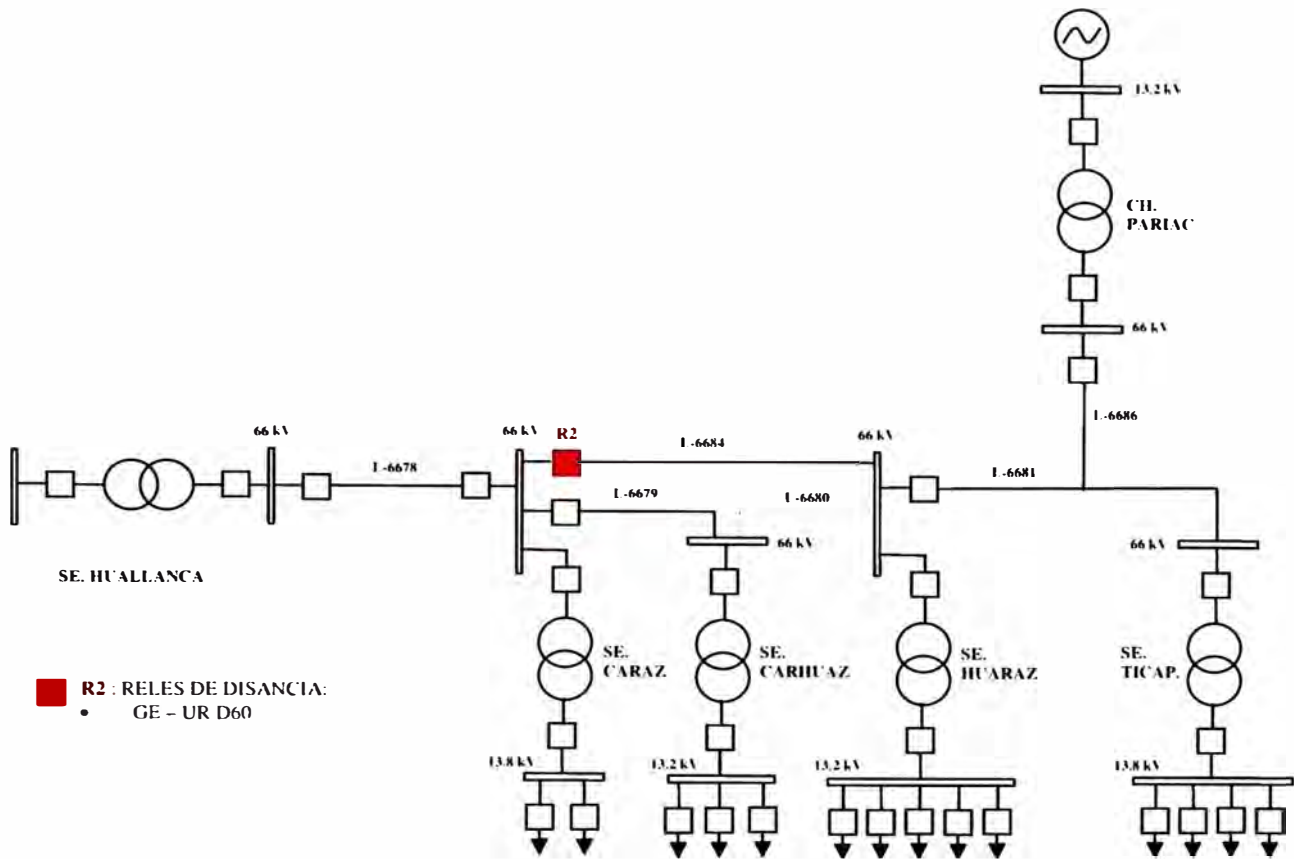 13.2 kV
CH.
PARIAC
66 kV
L-6686
66 kV
66 kV
R2
L-6684
66 kV
L-6678
L-6681
L-6679
L-6680
66 kV
66 kV
SE. HUALLANCA
SE.
CARAZ
SE.
CARHUAZ
SE.
HUARAZ
SE.
TICAP.
R2 : RELES DE DISANCIA:
• GE – UR D60
13.8 kV
13.2 kV
13.2 kV
13.8 kV